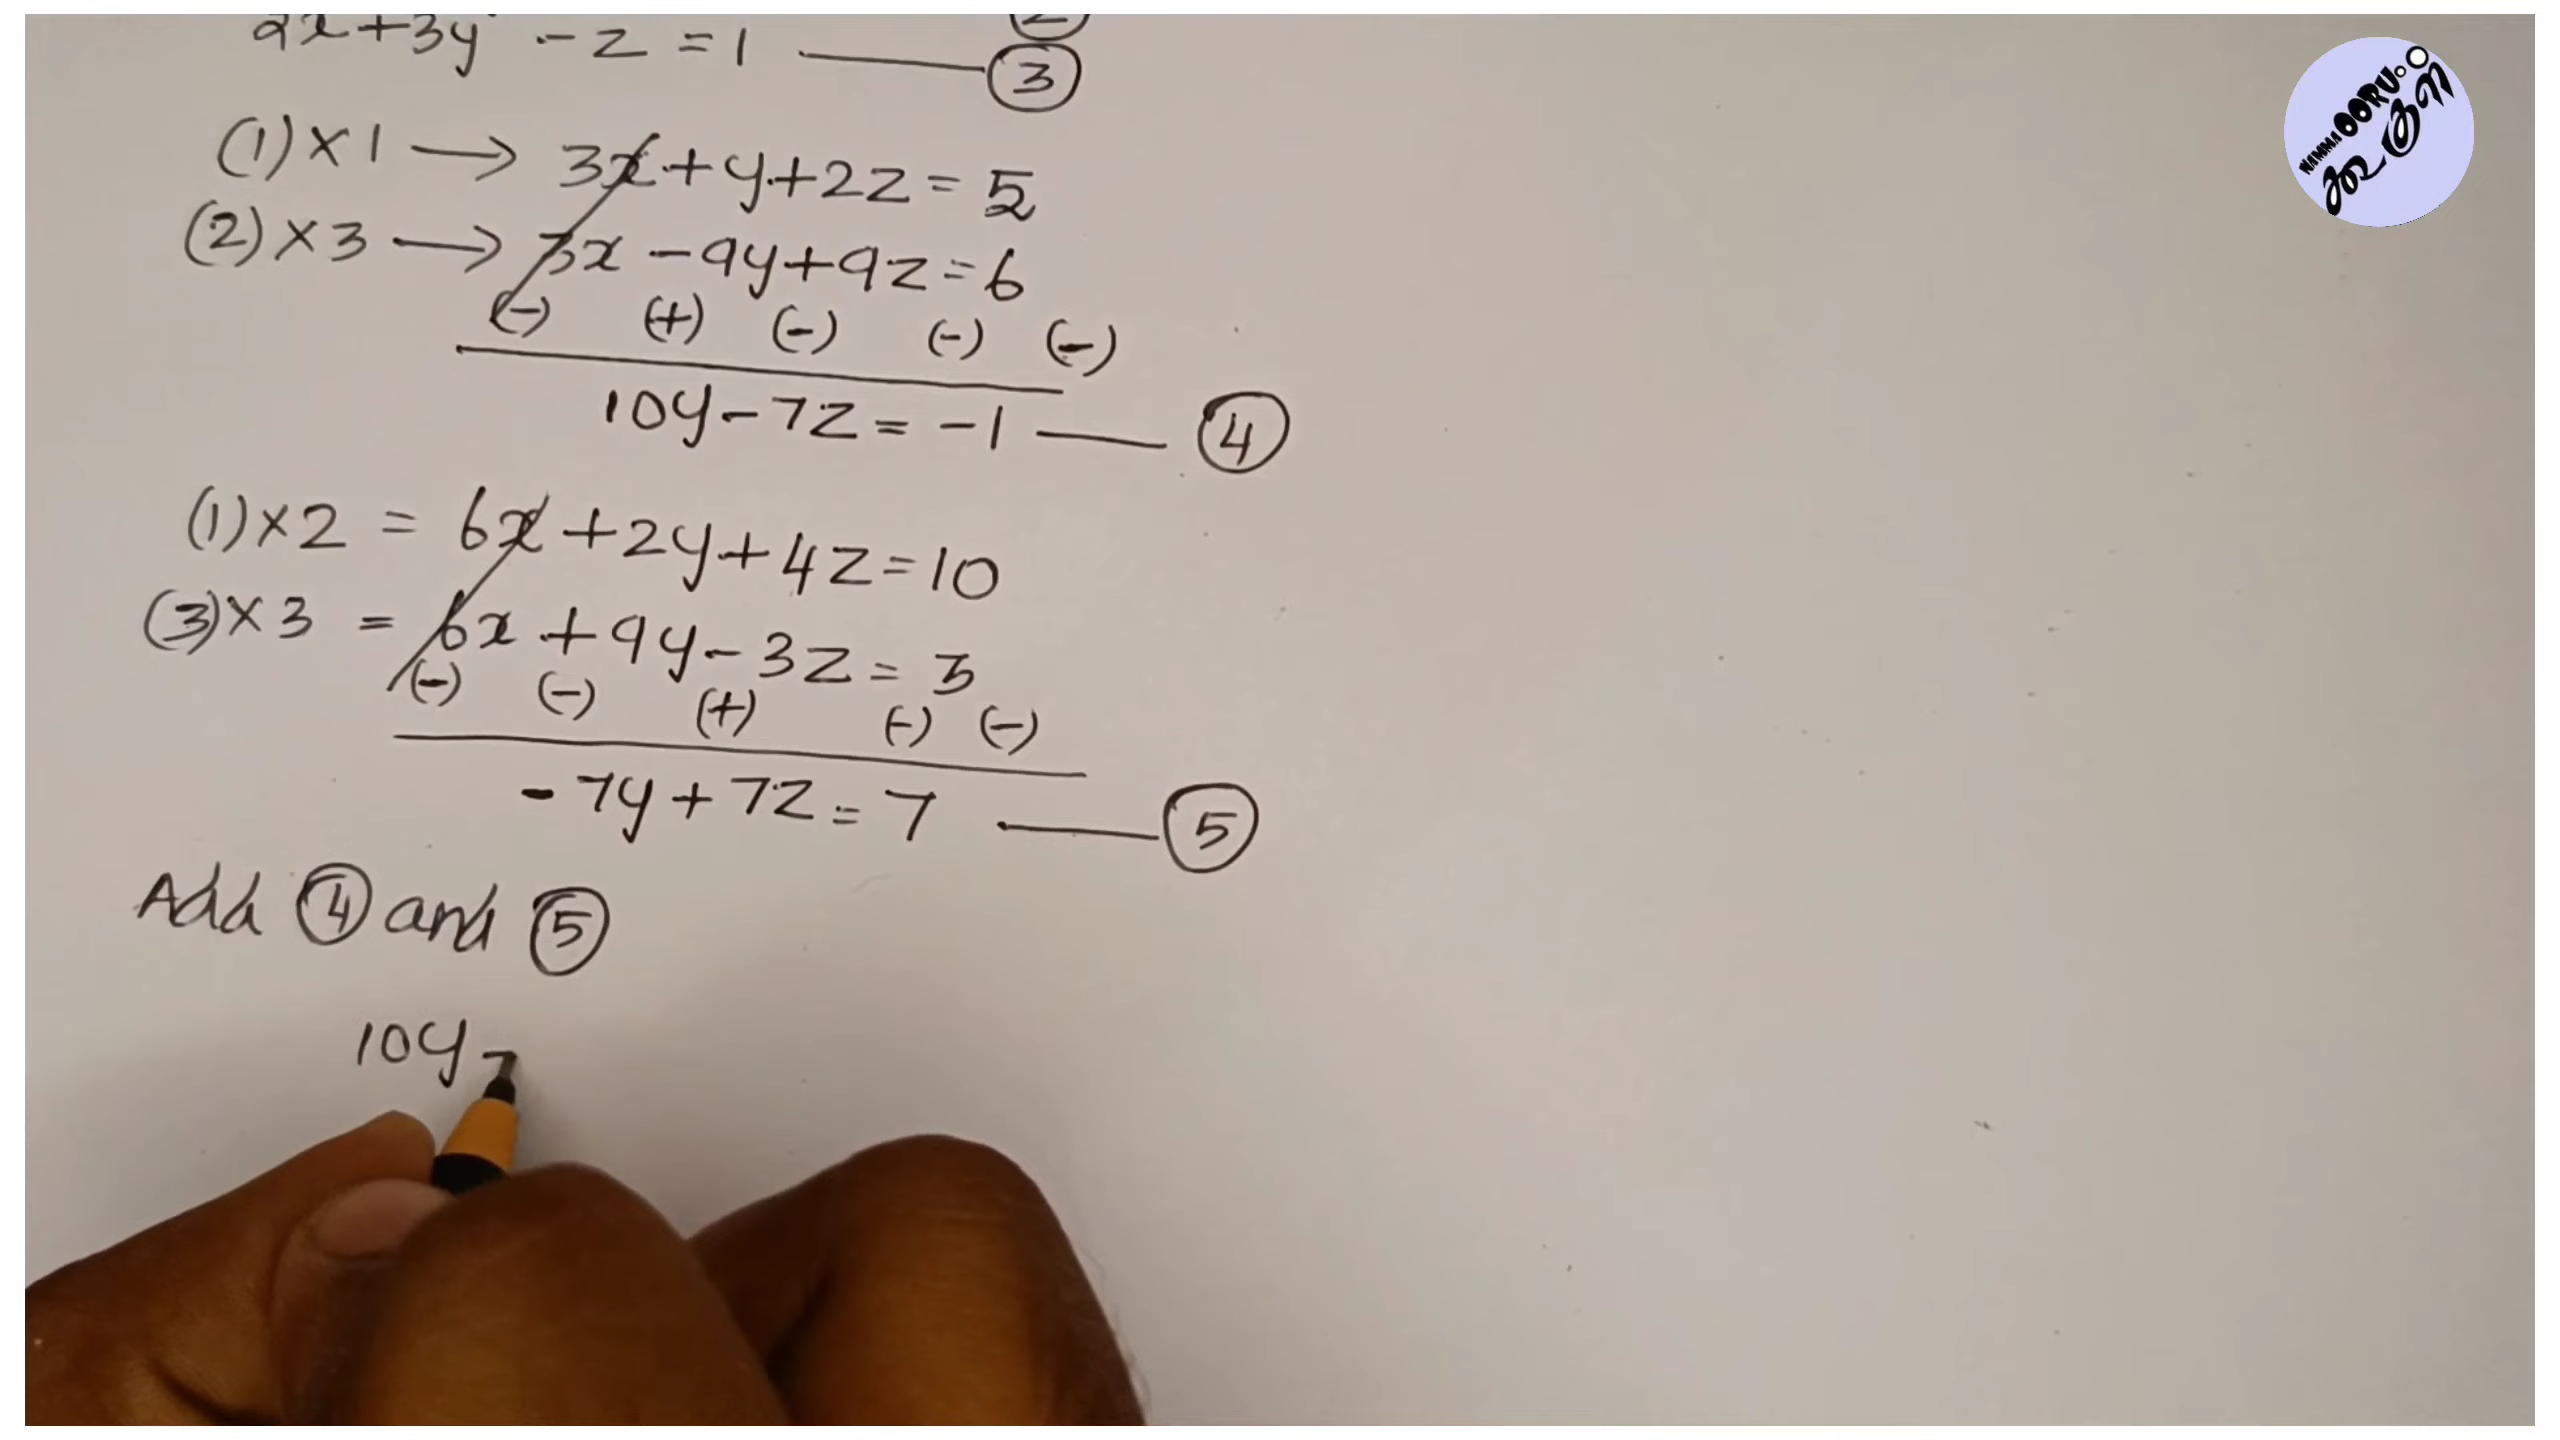 2x+3y -z =1 —— ③
(1)×1 → 3x+y+2z = 5
(2)×3 → 3x -9y+9z=6
(-) (+) (-) (-) (-)
10y-7z = -1 —— ④
(1)×2 = 6x+2y+4z=10
(3)×3 = 6x+9y-3z = 3
(-) (-) (+) (-) (-)
-7y+7z=7 —— ⑤
Add ④ and ⑤
10y -
NAMMA OORU